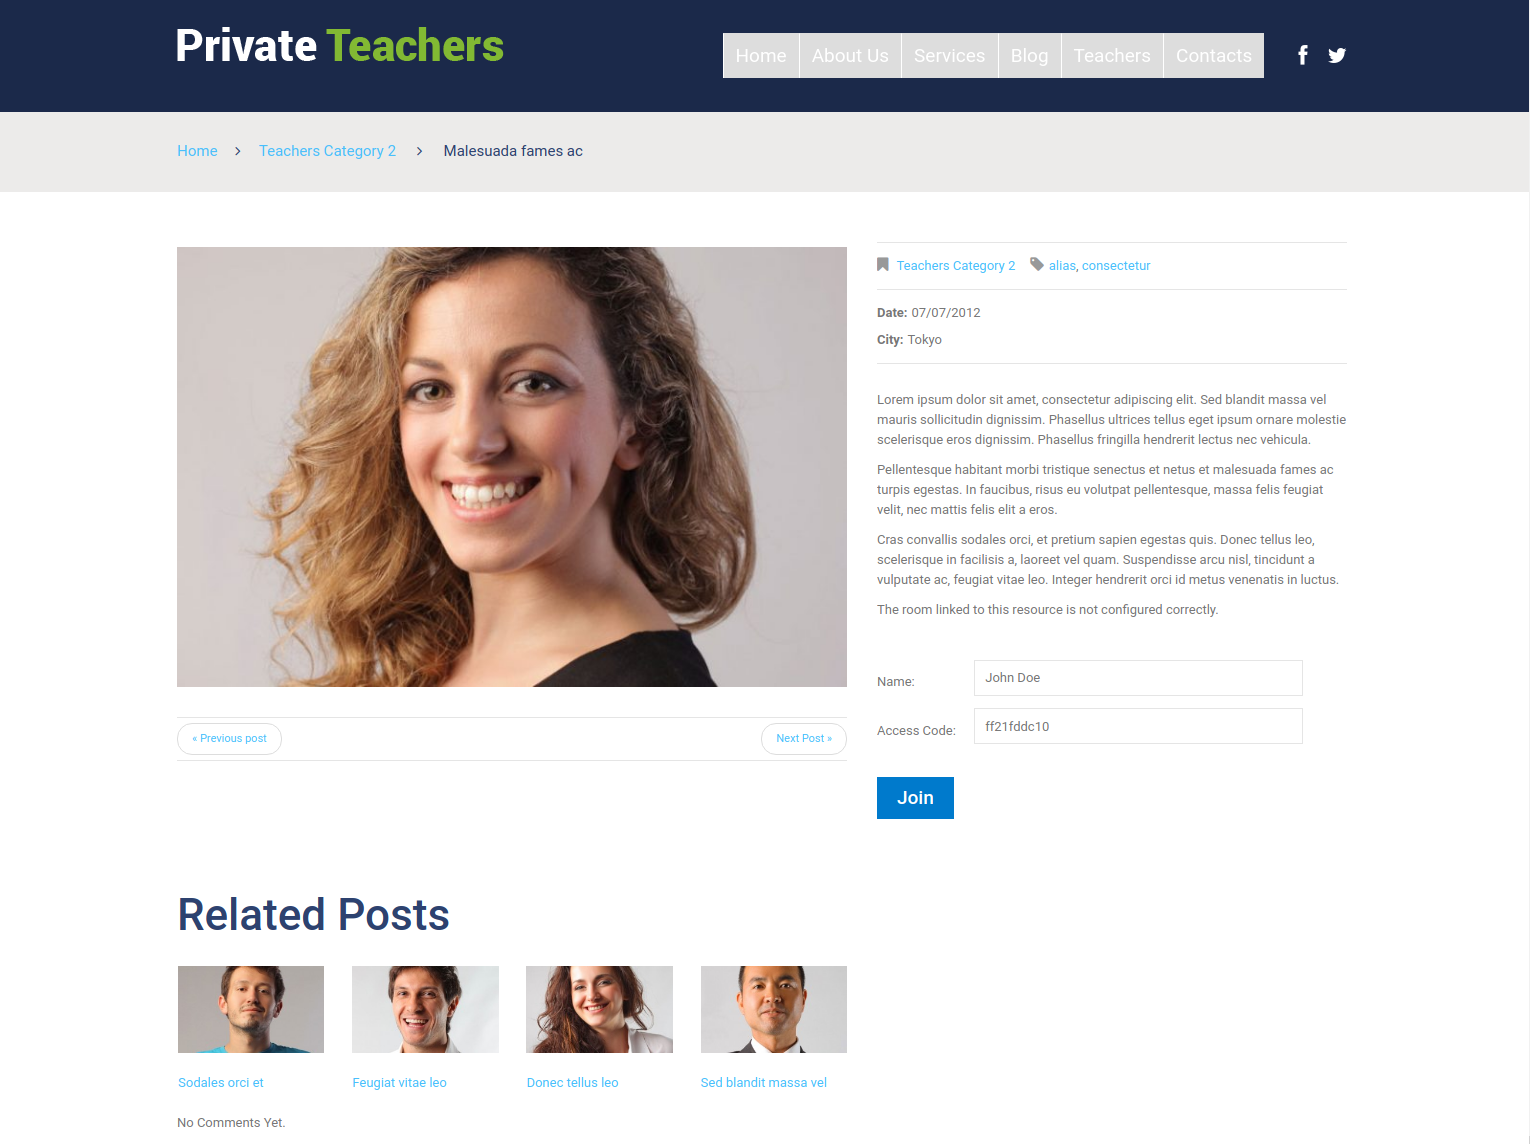 Private Teachers
Home About Us Services Blog Teachers Contacts
Home Teachers Category 2 Malesuada fames ac
Teachers Category 2 alias, consectetur
Date: 07/07/2012
City: Tokyo
Lorem ipsum dolor sit amet, consectetur adipiscing elit. Sed blandit massa vel
mauris sollicitudin dignissim. Phasellus ultrices tellus eget ipsum ornare molestie
scelerisque eros dignissim. Phasellus fringilla hendrerit lectus nec vehicula.
Pellentesque habitant morbi tristique senectus et netus et malesuada fames ac
turpis egestas. In faucibus, risus eu volutpat pellentesque, massa felis feugiat
velit, nec mattis felis elit a eros.
Cras convallis sodales orci, et pretium sapien egestas quis. Donec tellus leo,
scelerisque in facilisis a, laoreet vel quam. Suspendisse arcu nisl, tincidunt a
vulputate ac, feugiat vitae leo. Integer hendrerit orci id metus venenatis in luctus.
The room linked to this resource is not configured correctly.
Name: John Doe
Access Code: ff21fddc10
Join
« Previous post Next Post »
Related Posts
Sodales orci et Feugiat vitae leo Donec tellus leo Sed blandit massa vel
No Comments Yet.